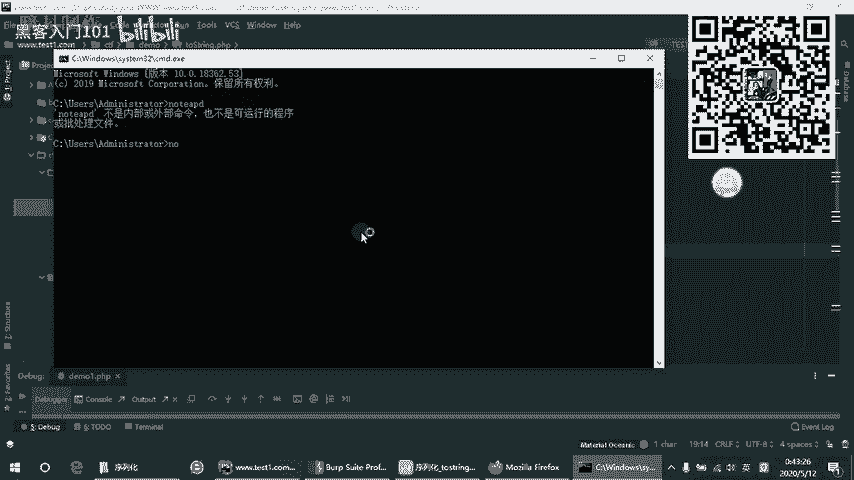 黑客入门101 bilibili
Tools VCS Window Help
www.test1.com demo toString.php
C:\Windows\system32\cmd.exe
Microsoft Windows [版本 10.0.18362.53]
(c) 2019 Microsoft Corporation。保留所有权利。
C:\Users\Administrator>noteapd
'noteapd' 不是内部或外部命令，也不是可运行的程序
或批处理文件。
C:\Users\Administrator>no
1: Project
Database
Z: Structure
2: Favorites
Debug: demo1.php ×
Debugger Console Output
5: Debug 6: TODO Terminal Event Log
Material Oceanic 1 char 19:14 CRLF UTF-8 4 spaces
序列化 www.test1.com... Burp Suite Prof... 序列化_tostring... Mozilla Firefox C:\Windows\sy... 英 0:43:26
2020/5/12